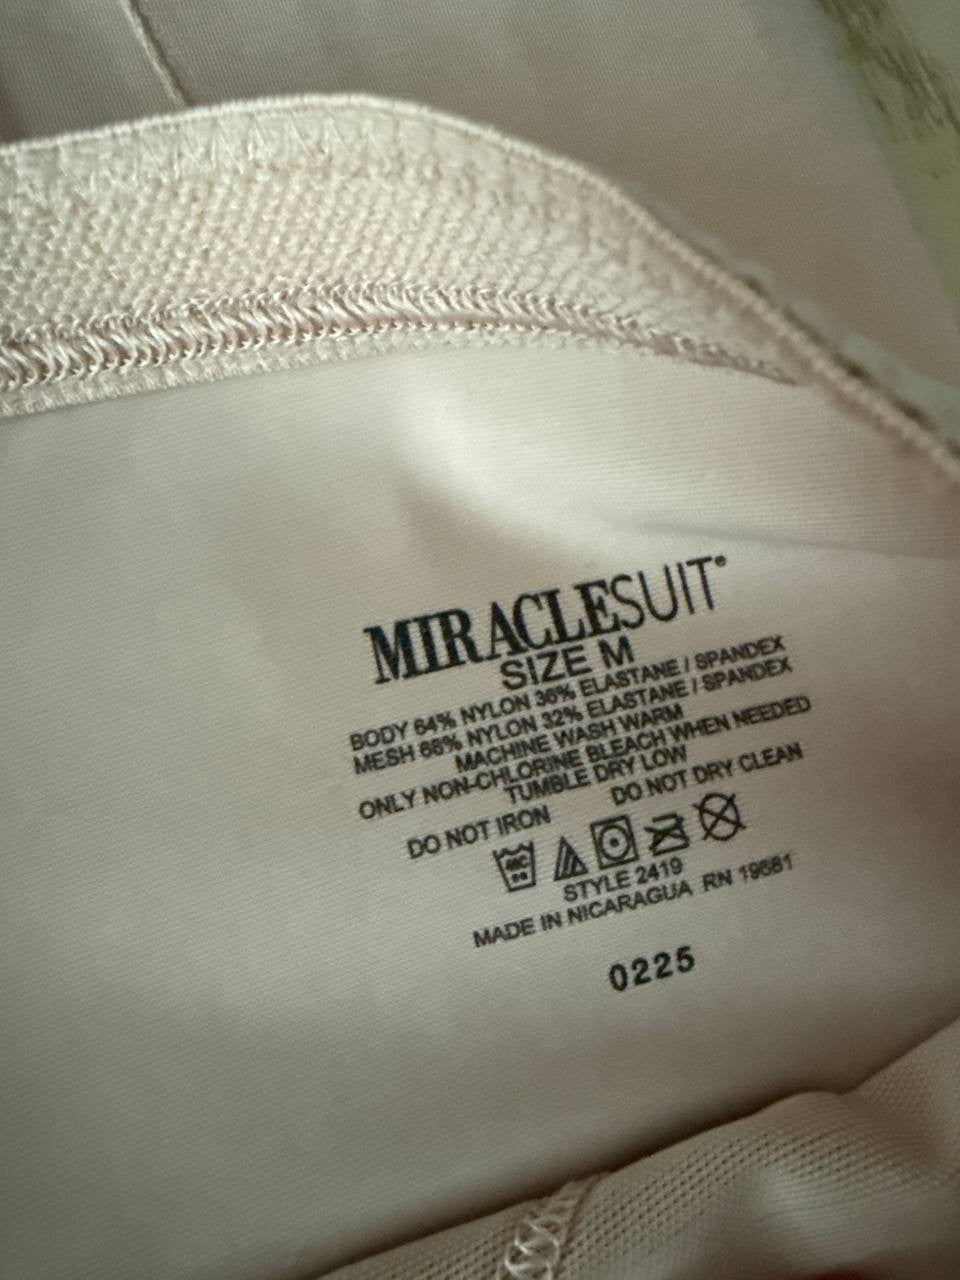 MIRACLESUIT®
SIZE M
BODY 64% NYLON 36% ELASTANE / SPANDEX
MESH 68% NYLON 32% ELASTANE / SPANDEX
MACHINE WASH WARM
ONLY NON-CHLORINE BLEACH WHEN NEEDED
TUMBLE DRY LOW
DO NOT IRON DO NOT DRY CLEAN
STYLE 2419
MADE IN NICARAGUA RN 19681
0225